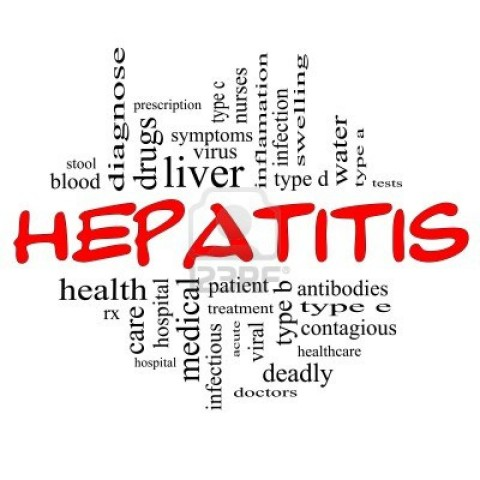 diagnose
prescription
type c
nurses
inflamation
infection
swelling
drugs
symptoms
virus
water
type a
stool
blood
liver
type d
tests
HEPATITIS
health
hospital
medical
patient
type b
antibodies
rx
care
treatment
type e
infectious
acute
viral
contagious
hospital
healthcare
deadly
doctors